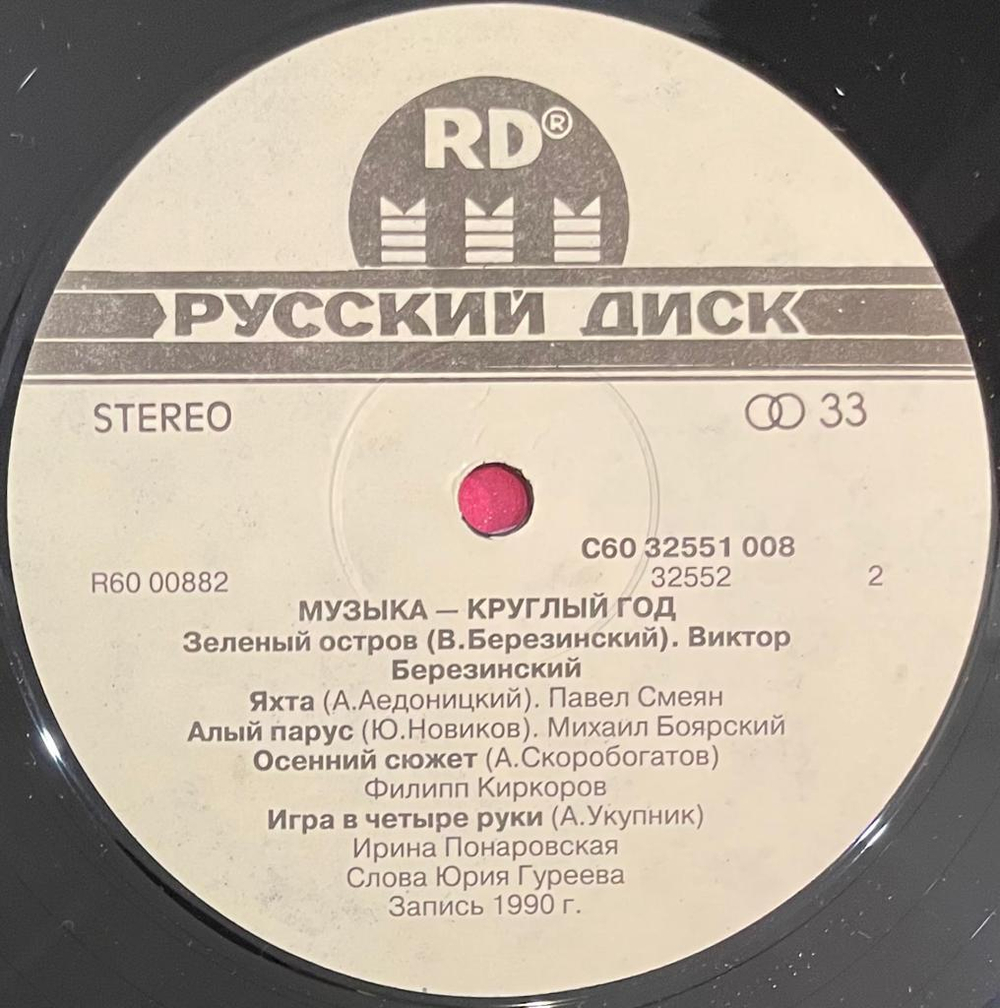 RD®
РУССКИЙ ДИСК
STEREO
33
С60 32551 008
R60 00882
32552
2
МУЗЫКА — КРУГЛЫЙ ГОД
Зеленый остров (В.Березинский). Виктор
Березинский
Яхта (А.Аедоницкий). Павел Смеян
Алый парус (Ю.Новиков). Михаил Боярский
Осенний сюжет (А.Скоробогатов)
Филипп Киркоров
Игра в четыре руки (А.Укупник)
Ирина Понаровская
Слова Юрия Гуреева
Запись 1990 г.